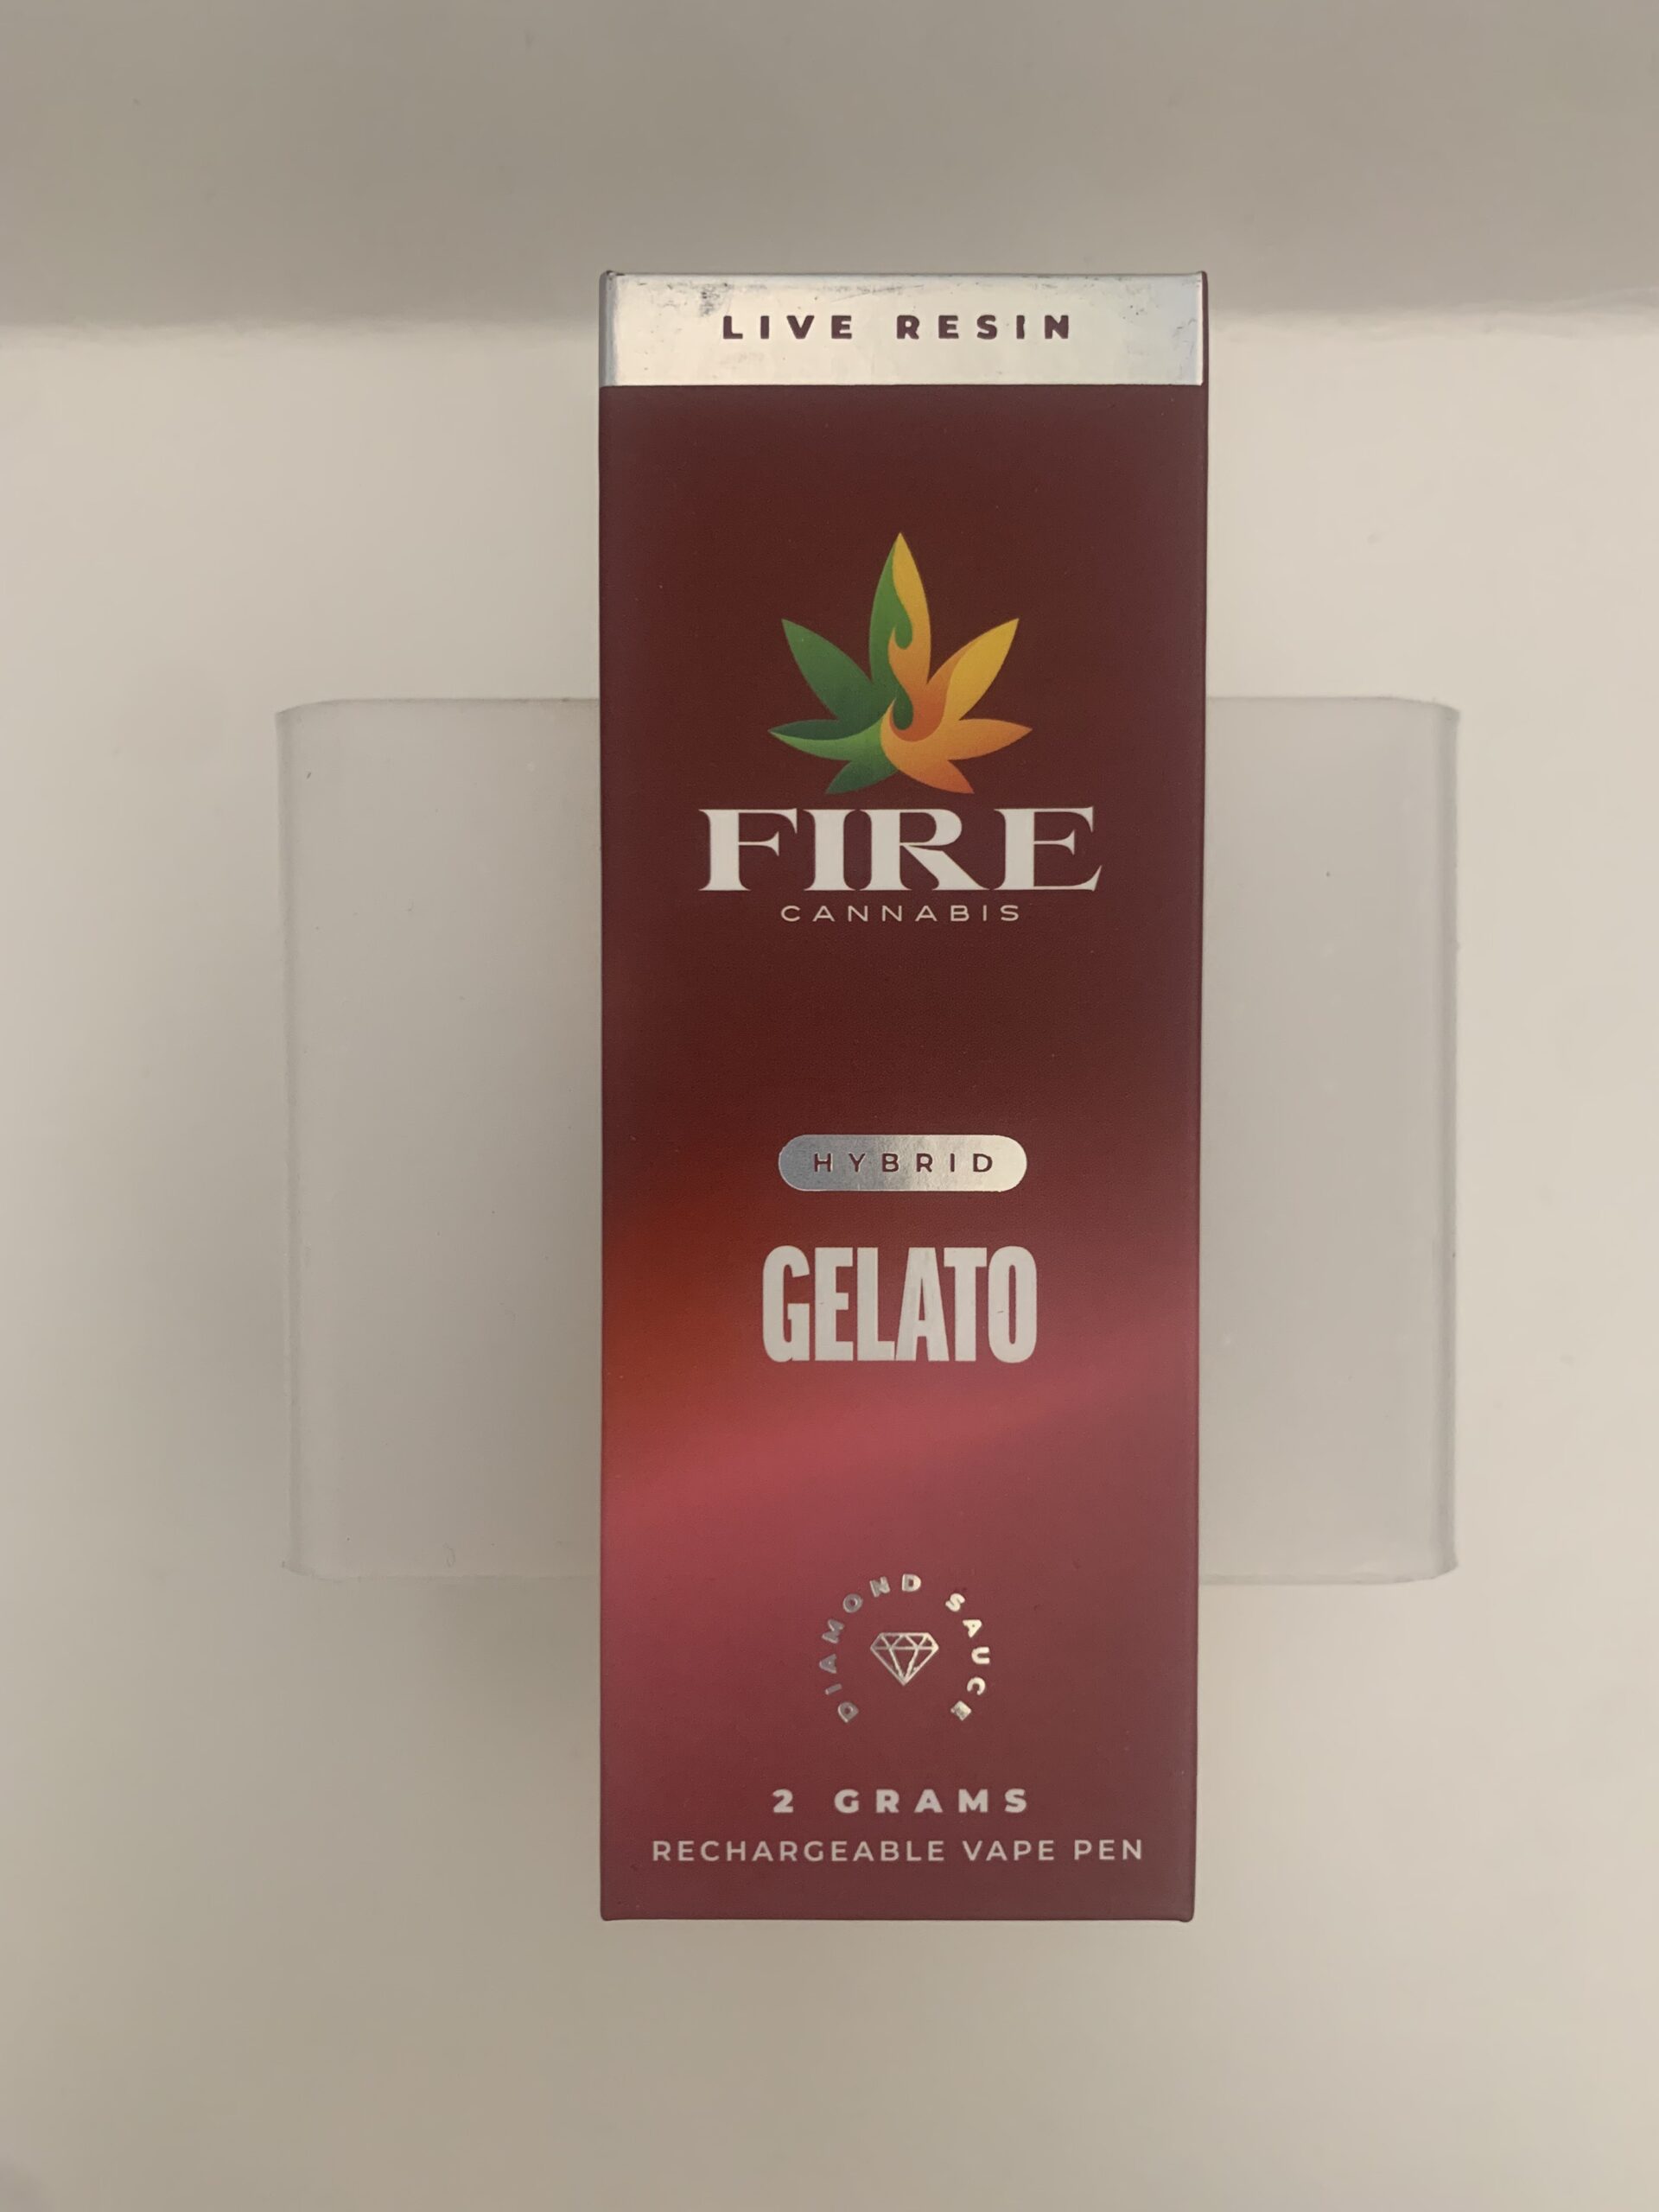 LIVE RESIN
FIRE
CANNABIS
HYBRID
GELATO
DIAMOND SAUCE
2 GRAMS
RECHARGEABLE VAPE PEN